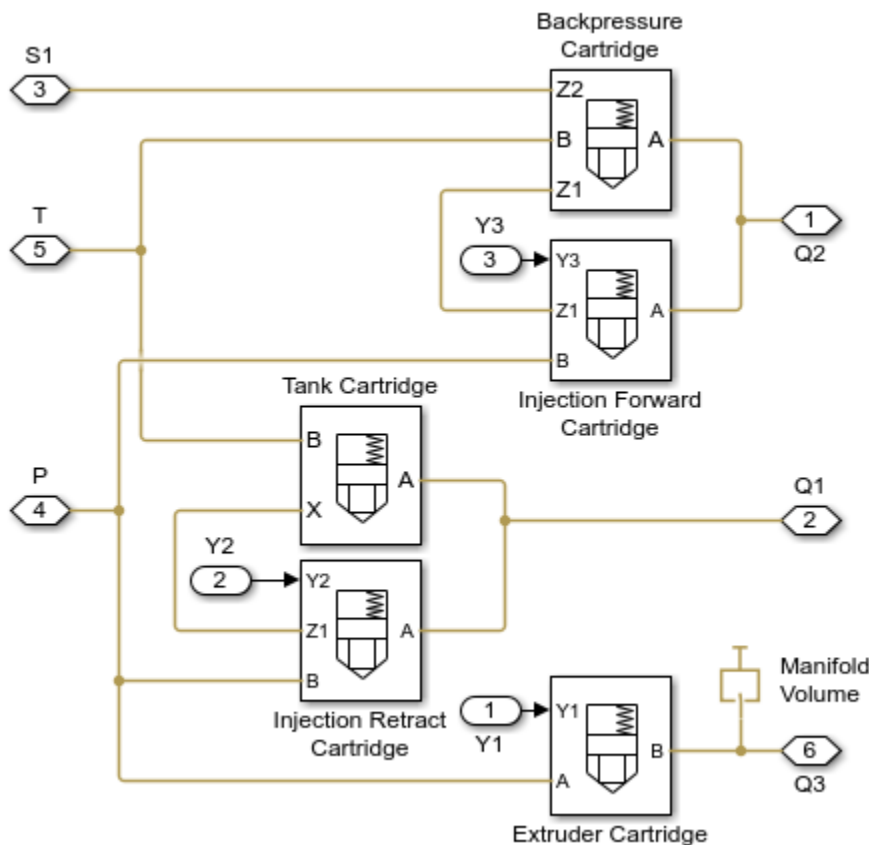 Backpressure
Cartridge
S1
3
Z2
B
A
Z1
T
5
1
Q2
Y3
3
Y3
Z1
A
B
Injection Forward
Cartridge
Tank Cartridge
B
A
X
P
4
Q1
2
Y2
2
Y2
Z1
A
B
Injection Retract
Cartridge
Manifold
Volume
1
Y1
Y1
B
A
6
Q3
Extruder Cartridge